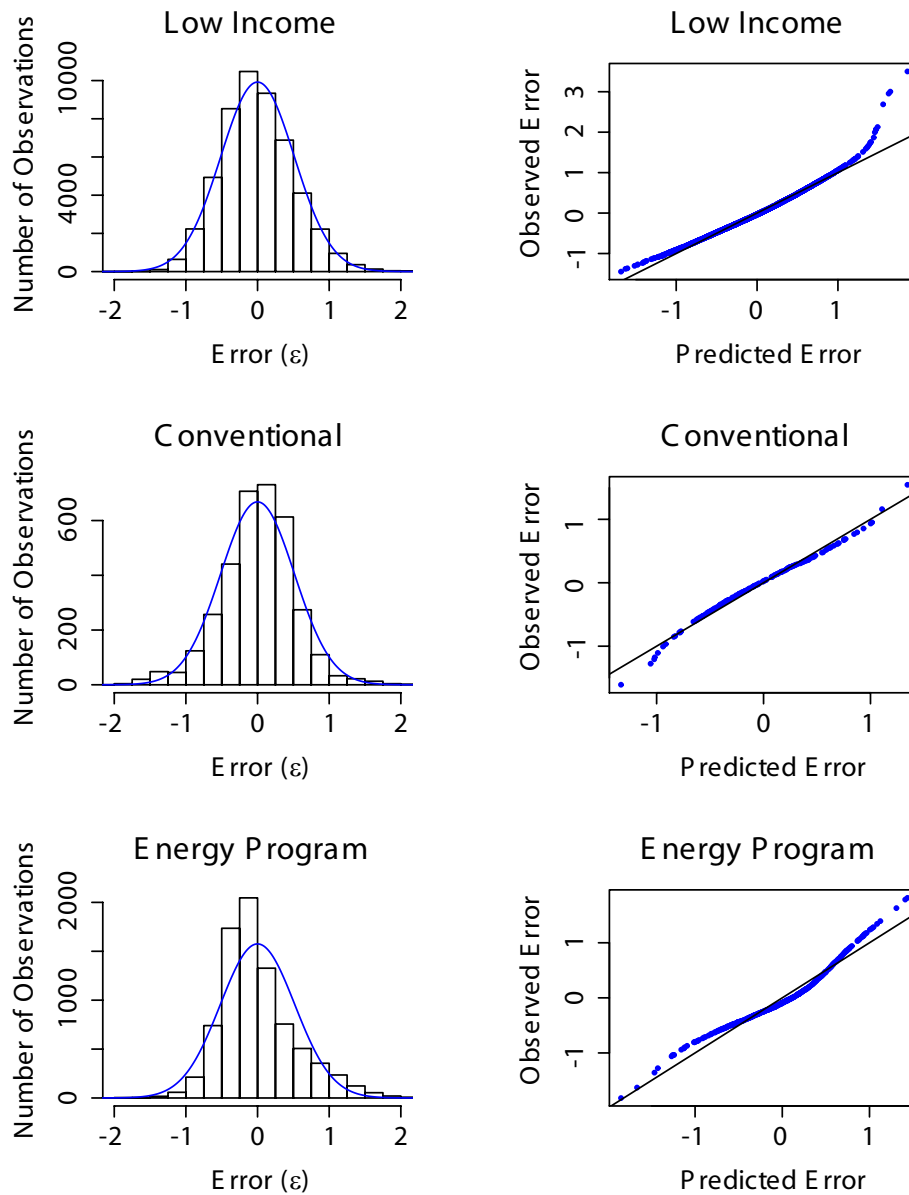 Low Income
Number of Observations
0
4000
10000
-2 -1 0 1 2
Error (ε)
Low Income
Observed Error
-1 0 1 2 3
-1 0 1
Predicted Error
Conventional
Number of Observations
0 200 600
-2 -1 0 1 2
Error (ε)
Conventional
Observed Error
-1 0 1
-1 0 1
Predicted Error
Energy Program
Number of Observations
0 1000 2000
-2 -1 0 1 2
Error (ε)
Energy Program
Observed Error
-1 0 1
-1 0 1
Predicted Error